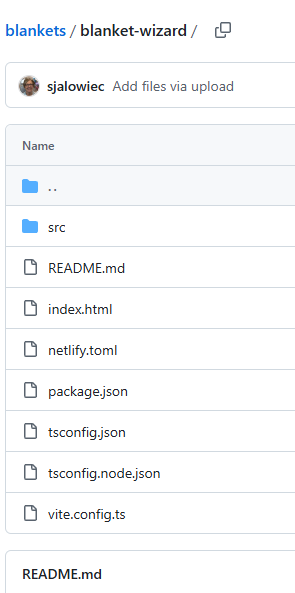 blankets / blanket-wizard /
sjalowiec Add files via upload
Name
..
src
README.md
index.html
netlify.toml
package.json
tsconfig.json
tsconfig.node.json
vite.config.ts
README.md